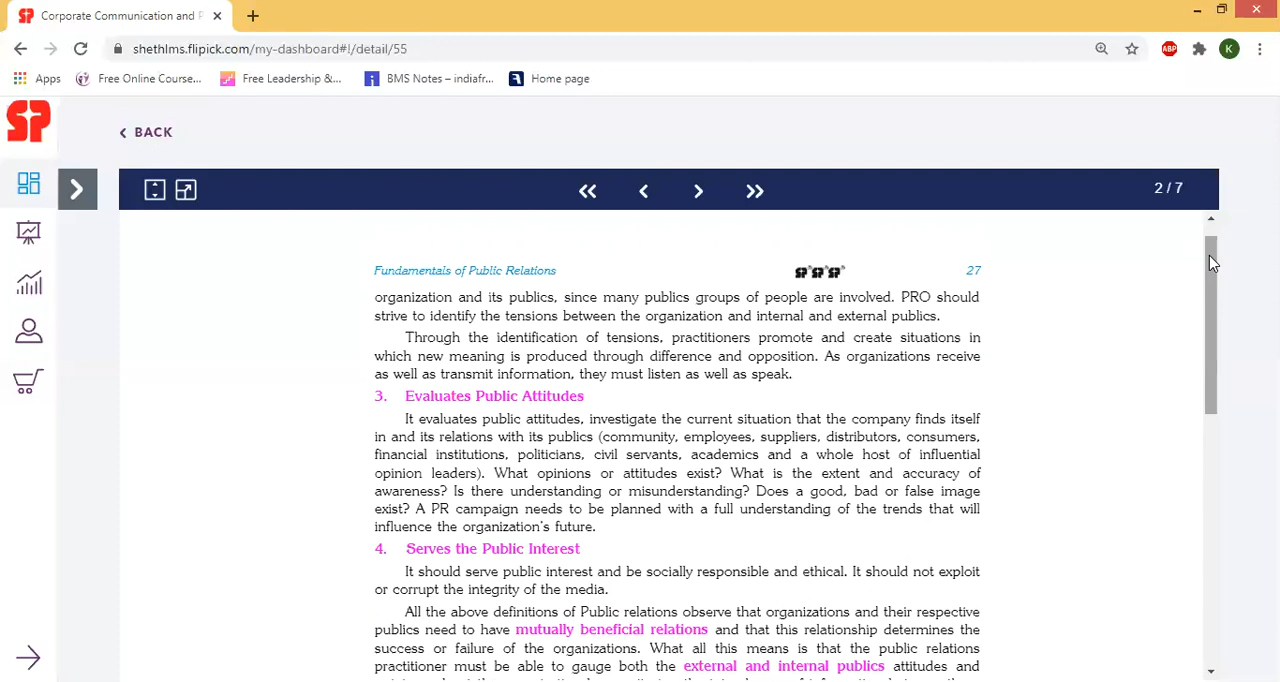 Corporate Communication and P
shethlms.flipick.com/my-dashboard#!/detail/55
ABP
K
Apps
Free Online Course...
Free Leadership &...
BMS Notes – indiafr...
Home page
SP
BACK
2 / 7
Fundamentals of Public Relations
27
organization and its publics, since many publics groups of people are involved. PRO should
strive to identify the tensions between the organization and internal and external publics.
Through the identification of tensions, practitioners promote and create situations in
which new meaning is produced through difference and opposition. As organizations receive
as well as transmit information, they must listen as well as speak.
3. Evaluates Public Attitudes
It evaluates public attitudes, investigate the current situation that the company finds itself
in and its relations with its publics (community, employees, suppliers, distributors, consumers,
financial institutions, politicians, civil servants, academics and a whole host of influential
opinion leaders). What opinions or attitudes exist? What is the extent and accuracy of
awareness? Is there understanding or misunderstanding? Does a good, bad or false image
exist? A PR campaign needs to be planned with a full understanding of the trends that will
influence the organization's future.
4. Serves the Public Interest
It should serve public interest and be socially responsible and ethical. It should not exploit
or corrupt the integrity of the media.
All the above definitions of Public relations observe that organizations and their respective
publics need to have mutually beneficial relations and that this relationship determines the
success or failure of the organizations. What all this means is that the public relations
practitioner must be able to gauge both the external and internal publics attitudes and